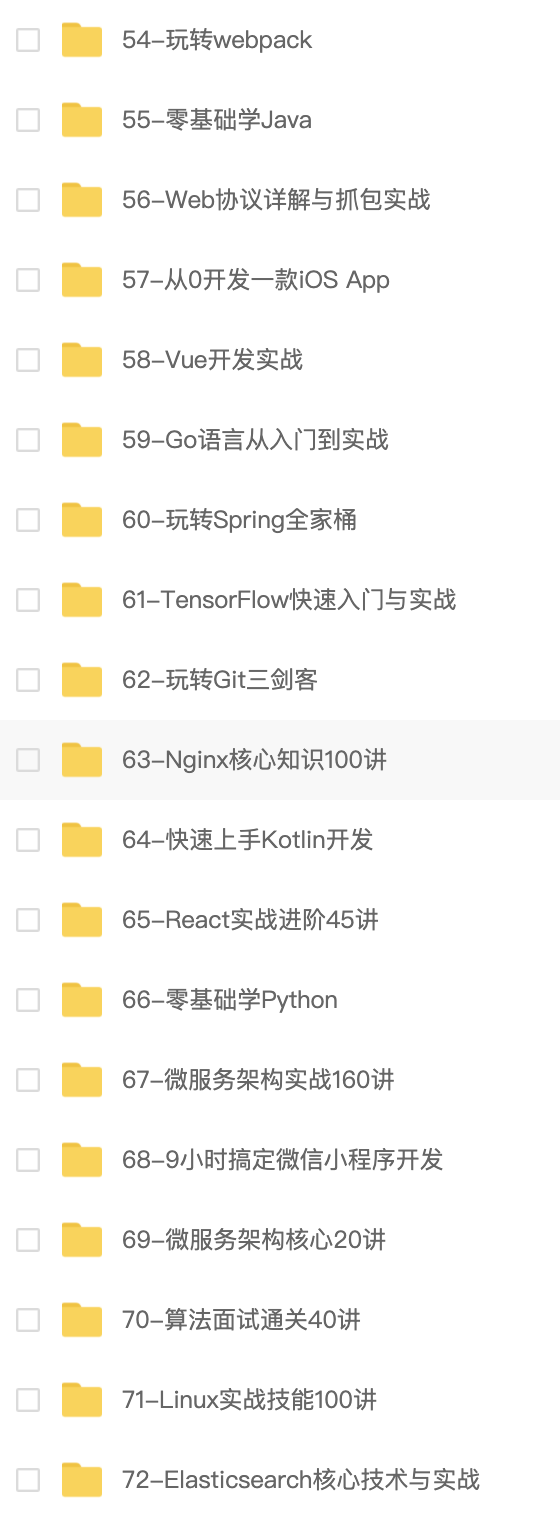 54-玩转webpack
55-零基础学Java
56-Web协议详解与抓包实战
57-从0开发一款iOS App
58-Vue开发实战
59-Go语言从入门到实战
60-玩转Spring全家桶
61-TensorFlow快速入门与实战
62-玩转Git三剑客
63-Nginx核心知识100讲
64-快速上手Kotlin开发
65-React实战进阶45讲
66-零基础学Python
67-微服务架构实战160讲
68-9小时搞定微信小程序开发
69-微服务架构核心20讲
70-算法面试通关40讲
71-Linux实战技能100讲
72-Elasticsearch核心技术与实战